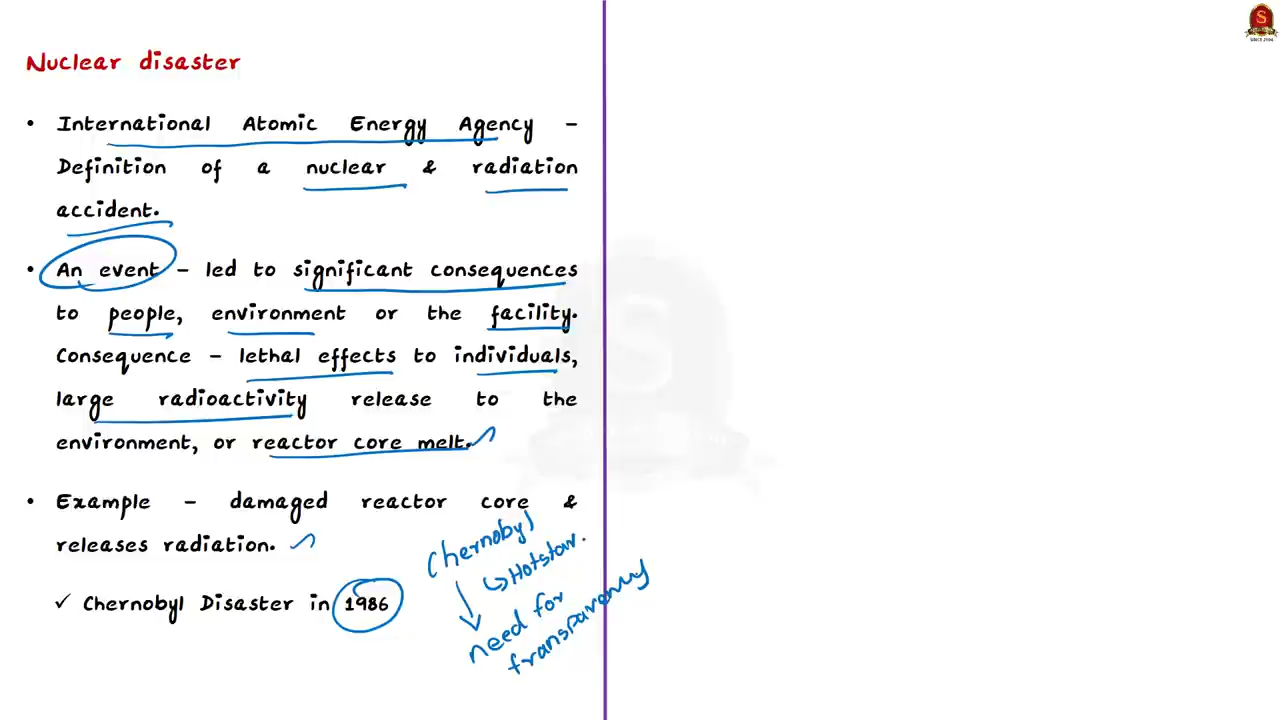 Nuclear disaster
• International Atomic Energy Agency –
Definition of a nuclear & radiation
accident.
• An event – led to significant consequences
to people, environment or the facility.
Consequence – lethal effects to individuals,
large radioactivity release to the
environment, or reactor core melt.
• Example – damaged reactor core &
releases radiation.
✓ Chernobyl Disaster in 1986
Chernobyl
↳ Hotstar.
need for
transparency
S
S